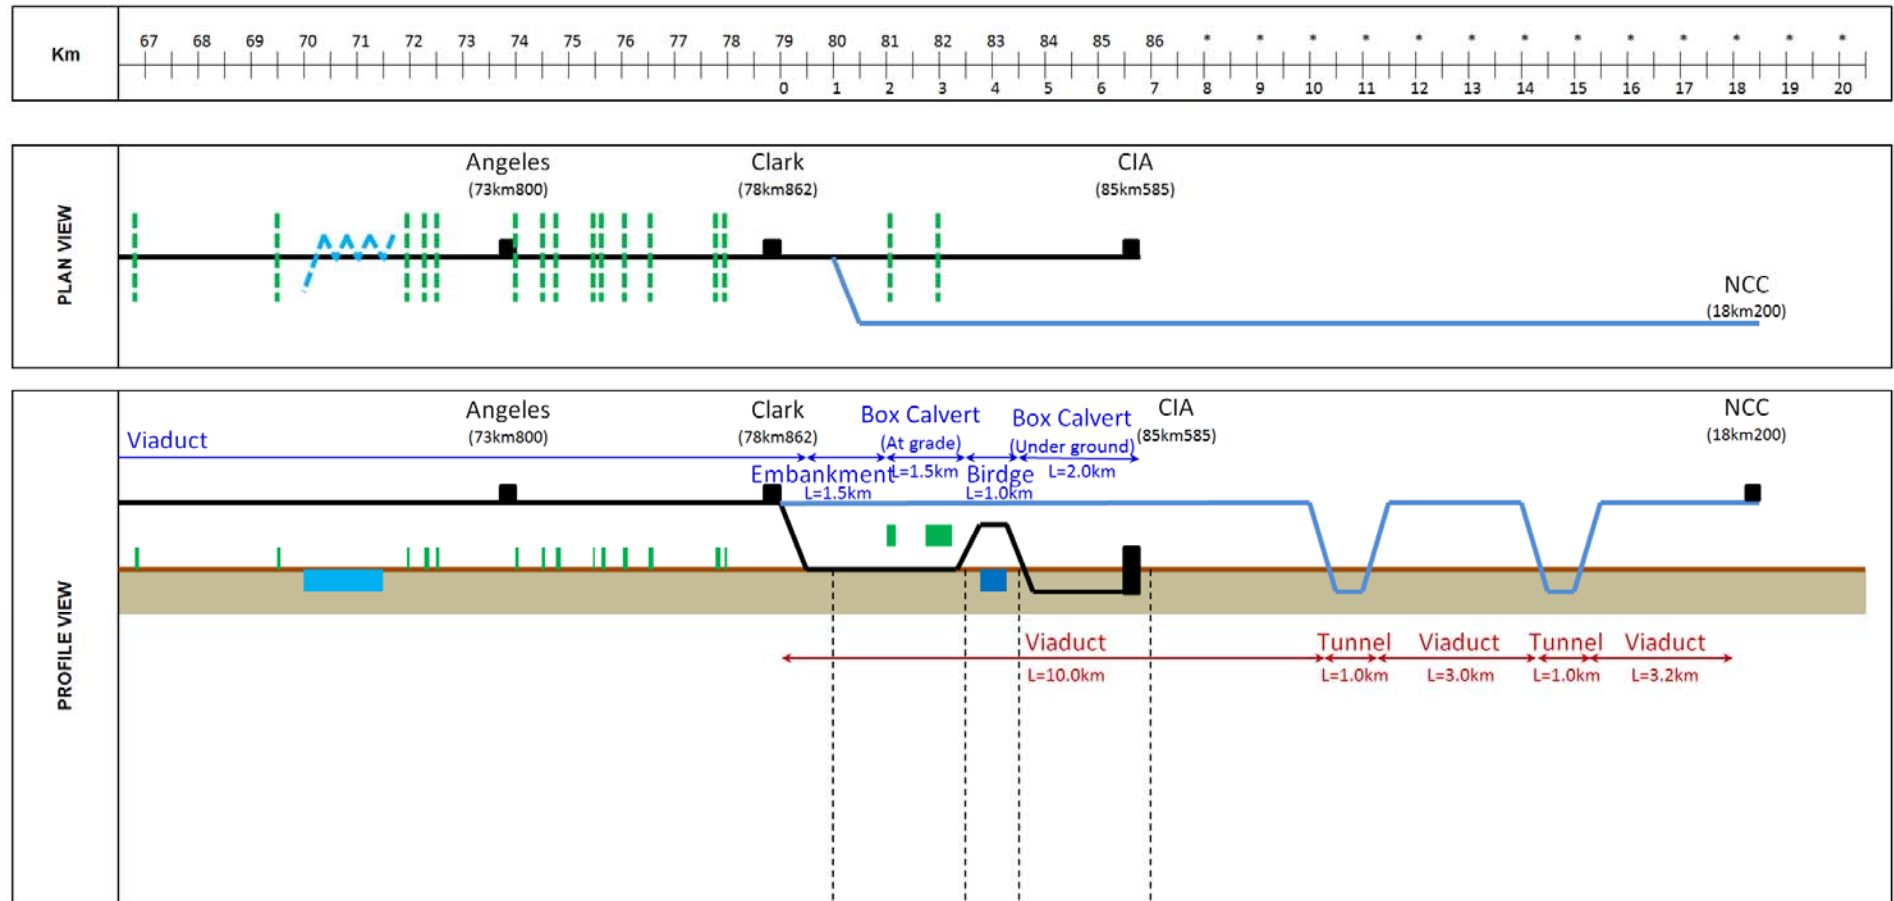 Km
67 68 69 70 71 72 73 74 75 76 77 78 79 80 81 82 83 84 85 86 * * * * * * * * * * * * *
0 1 2 3 4 5 6 7 8 9 10 11 12 13 14 15 16 17 18 19 20
PLAN VIEW
Angeles
(73km800)
Clark
(78km862)
CIA
(85km585)
NCC
(18km200)
PROFILE VIEW
Viaduct
Angeles
(73km800)
Clark
(78km862)
Embankment
L=1.5km
Box Calvert
(At grade)
L=1.5km
Birdge
L=1.0km
Box Calvert
(Under ground)
L=2.0km
CIA
(85km585)
NCC
(18km200)
Viaduct
L=10.0km
Tunnel
L=1.0km
Viaduct
L=3.0km
Tunnel
L=1.0km
Viaduct
L=3.2km